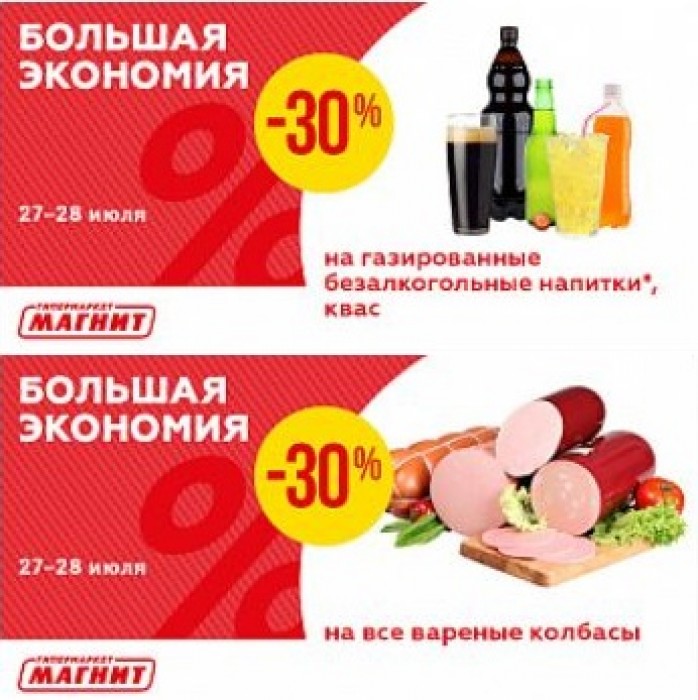 БОЛЬШАЯ
ЭКОНОМИЯ
-30%
27–28 июля
на газированные
безалкогольные напитки*,
квас
ГИПЕРМАРКЕТ
МАГНИТ
БОЛЬШАЯ
ЭКОНОМИЯ
-30%
27–28 июля
на все вареные колбасы
ГИПЕРМАРКЕТ
МАГНИТ